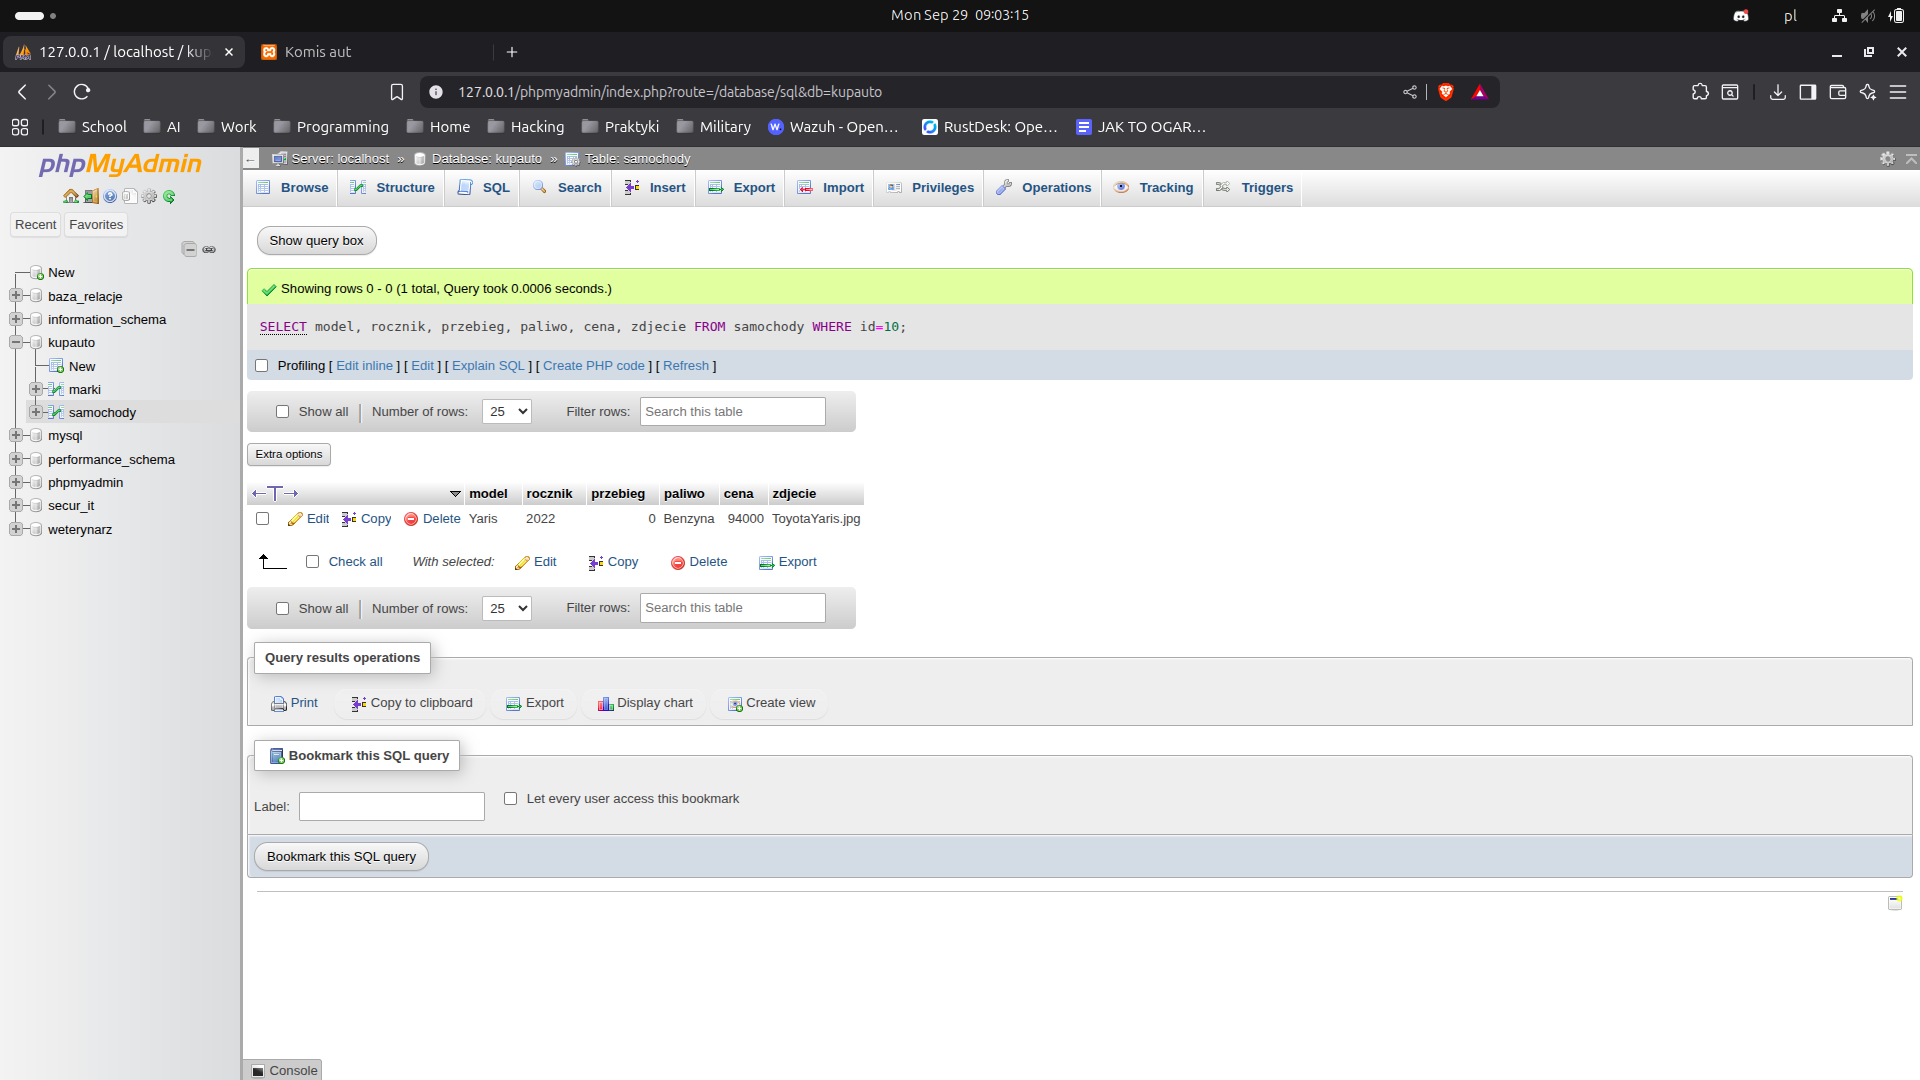 Mon Sep 29 09:03:15
pl
127.0.0.1 / localhost / kup
Komis aut
127.0.0.1/phpmyadmin/index.php?route=/database/sql&db=kupauto
School
AI
Work
Programming
Home
Hacking
Praktyki
Military
Wazuh - Open…
RustDesk: Ope…
JAK TO OGAR…
phpMyAdmin
Recent
Favorites
New
baza_relacje
information_schema
kupauto
New
marki
samochody
mysql
performance_schema
phpmyadmin
secur_it
weterynarz
Server: localhost » Database: kupauto » Table: samochody
Browse
Structure
SQL
Search
Insert
Export
Import
Privileges
Operations
Tracking
Triggers
Show query box
Showing rows 0 - 0 (1 total, Query took 0.0006 seconds.)
SELECT model, rocznik, przebieg, paliwo, cena, zdjecie FROM samochody WHERE id=10;
Profiling [ Edit inline ] [ Edit ] [ Explain SQL ] [ Create PHP code ] [ Refresh ]
Show all | Number of rows: 25 Filter rows: Search this table
Extra options
model rocznik przebieg paliwo cena zdjecie
Edit Copy Delete Yaris 2022 0 Benzyna 94000 ToyotaYaris.jpg
Check all With selected: Edit Copy Delete Export
Show all | Number of rows: 25 Filter rows: Search this table
Query results operations
Print Copy to clipboard Export Display chart Create view
Bookmark this SQL query
Label: Let every user access this bookmark
Bookmark this SQL query
Console